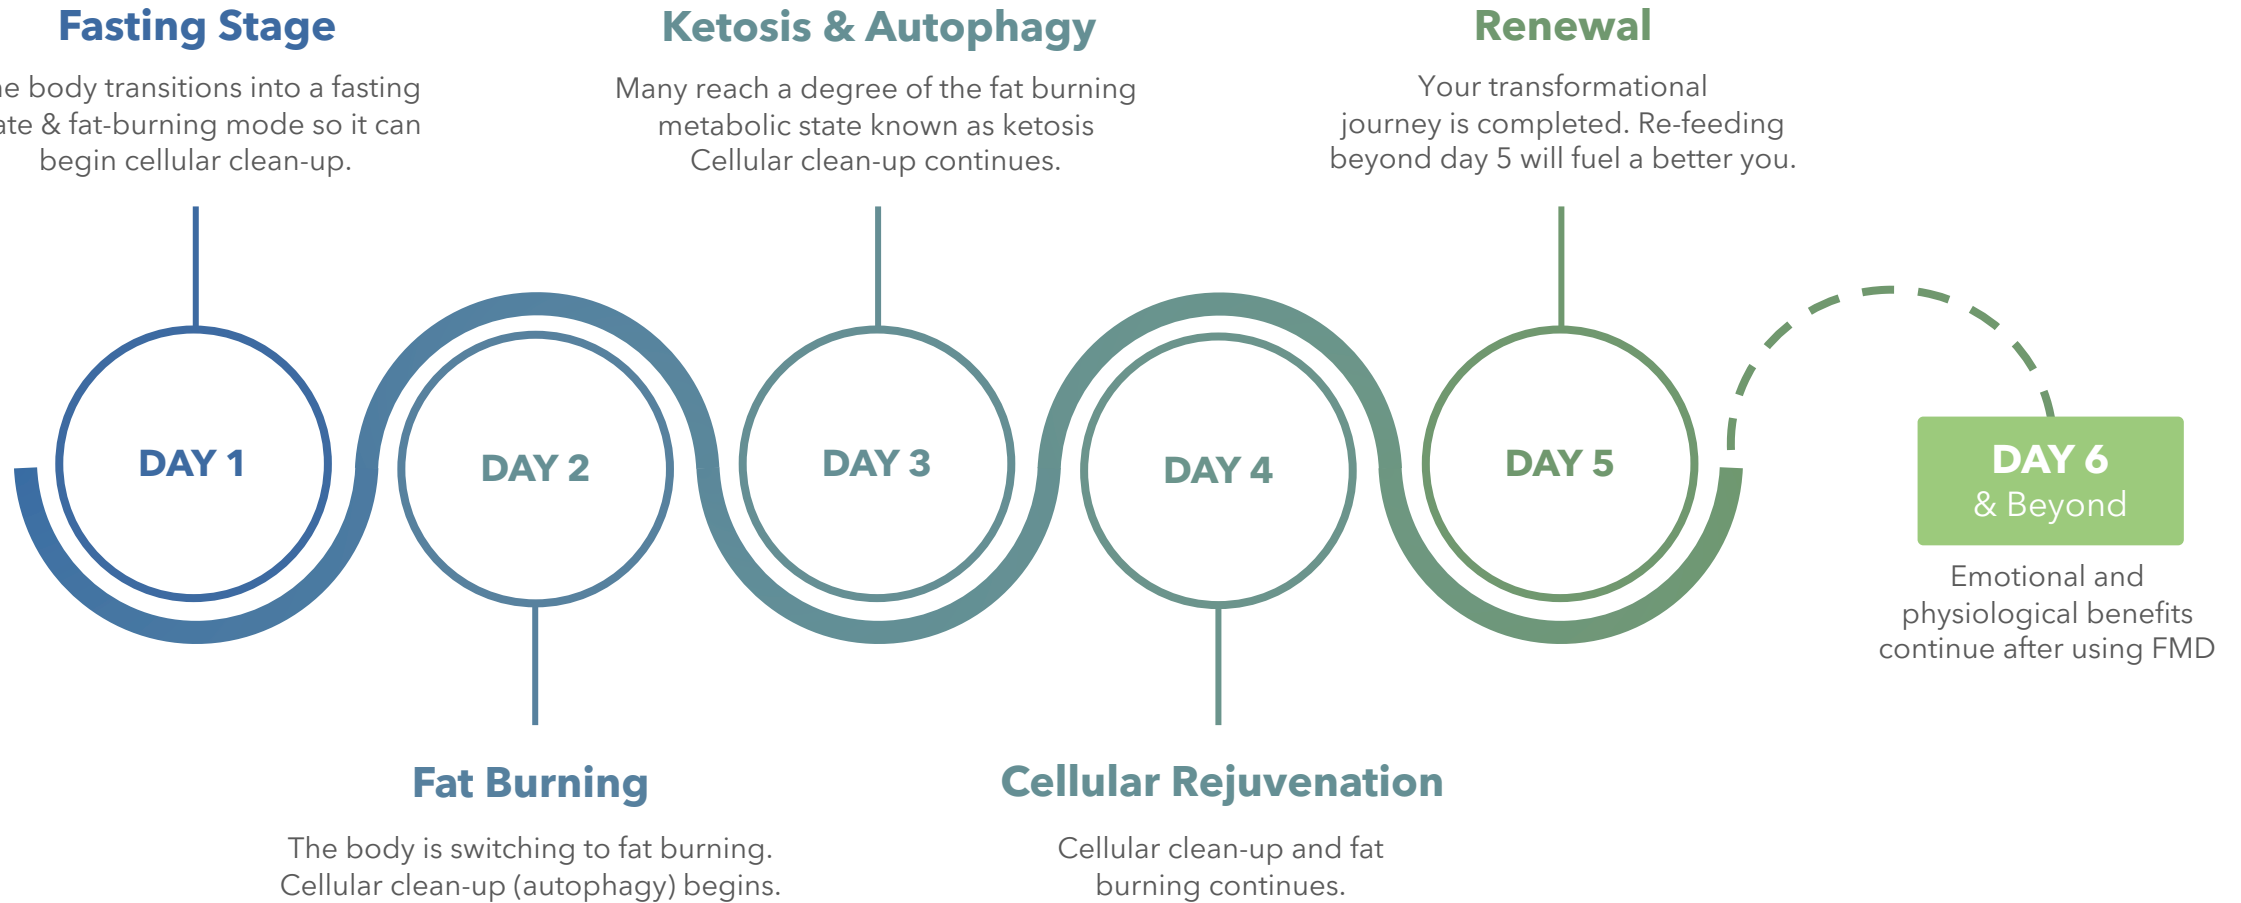 Fasting Stage
body transitions into a fasting
& fat-burning mode so it can
begin cellular clean-up.
Ketosis & Autophagy
Many reach a degree of the fat burning
metabolic state known as ketosis
Cellular clean-up continues.
Renewal
Your transformational
journey is completed. Re-feeding
beyond day 5 will fuel a better you.
DAY 1
DAY 2
DAY 3
DAY 4
DAY 5
DAY 6
& Beyond
Emotional and
physiological benefits
continue after using FMD
Fat Burning
The body is switching to fat burning.
Cellular clean-up (autophagy) begins.
Cellular Rejuvenation
Cellular clean-up and fat
burning continues.